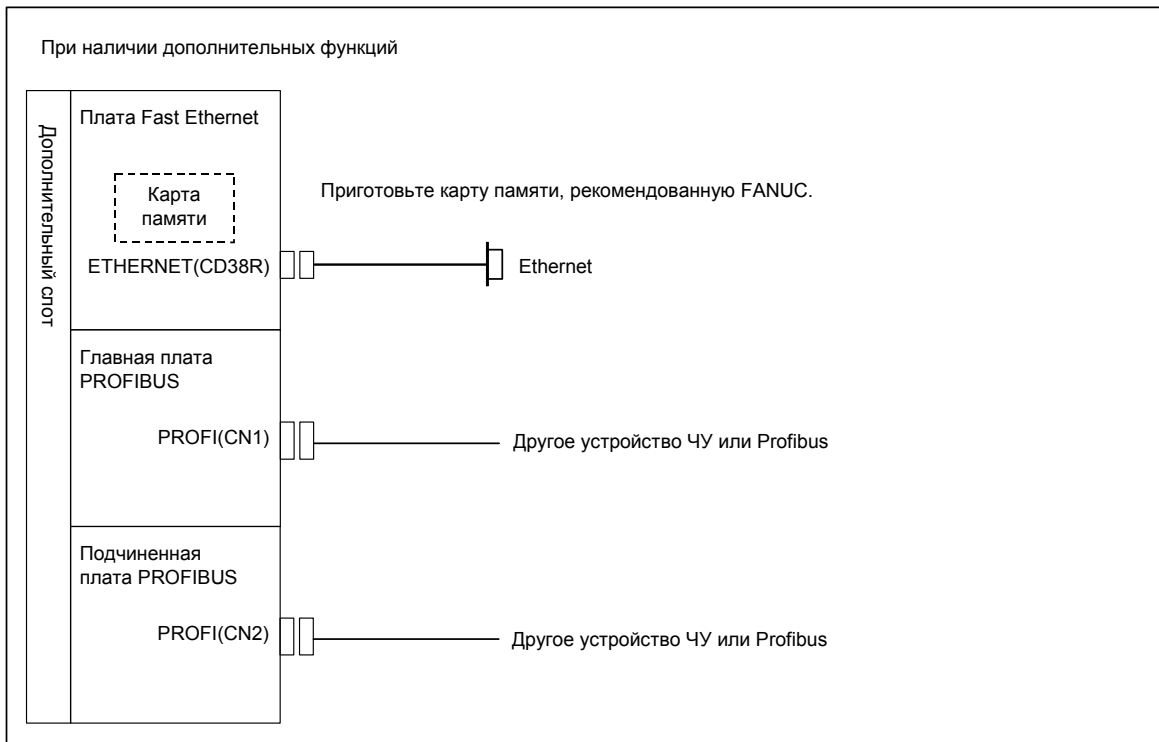 При наличии дополнительных функций
Дополнительный слот
Плата Fast Ethernet
Карта
памяти
Приготовьте карту памяти, рекомендованную FANUC.
ETHERNET(CD38R)
Ethernet
Главная плата
PROFIBUS
PROFI(CN1)
Другое устройство ЧУ или Profibus
Подчиненная
плата PROFIBUS
PROFI(CN2)
Другое устройство ЧУ или Profibus